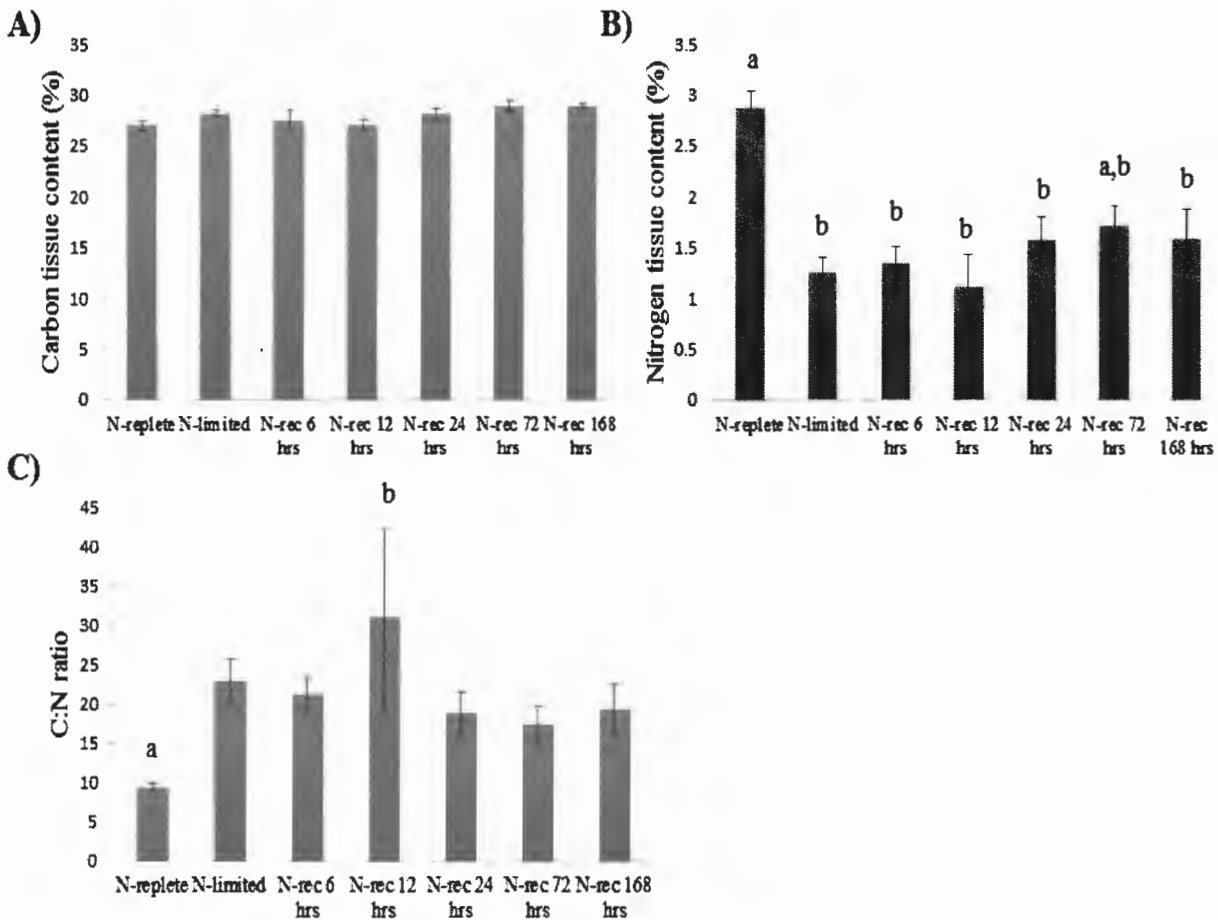 A)
Carbon tissue content (%)
35
30
25
20
15
10
5
0
N-replete N-limited N-rec 6 hrs N-rec 12 hrs N-rec 24 hrs N-rec 72 hrs N-rec 168 hrs
B)
Nitrogen tissue content (%)
3.5
3
2.5
2
1.5
1
0.5
0
a
b
b
b
b
a,b
b
N-replete N-limited N-rec 6 hrs N-rec 12 hrs N-rec 24 hrs N-rec 72 hrs N-rec 168 hrs
C)
C:N ratio
45
40
35
30
25
20
15
10
5
0
a
b
N-replete N-limited N-rec 6 hrs N-rec 12 hrs N-rec 24 hrs N-rec 72 hrs N-rec 168 hrs